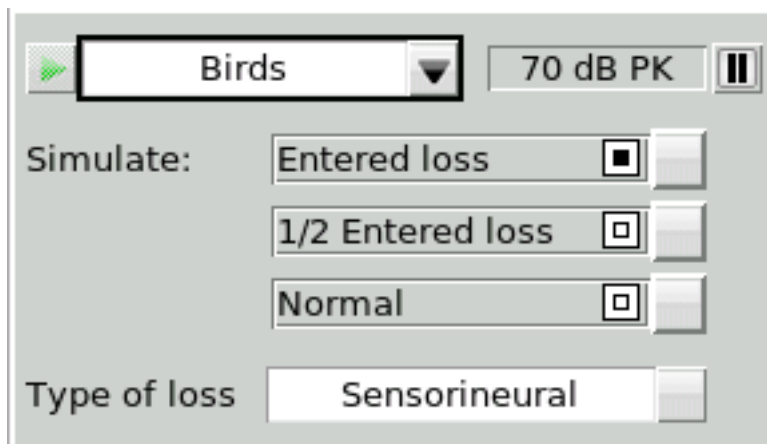 Birds 70 dB PK
Simulate: Entered loss
1/2 Entered loss
Normal
Type of loss Sensorineural